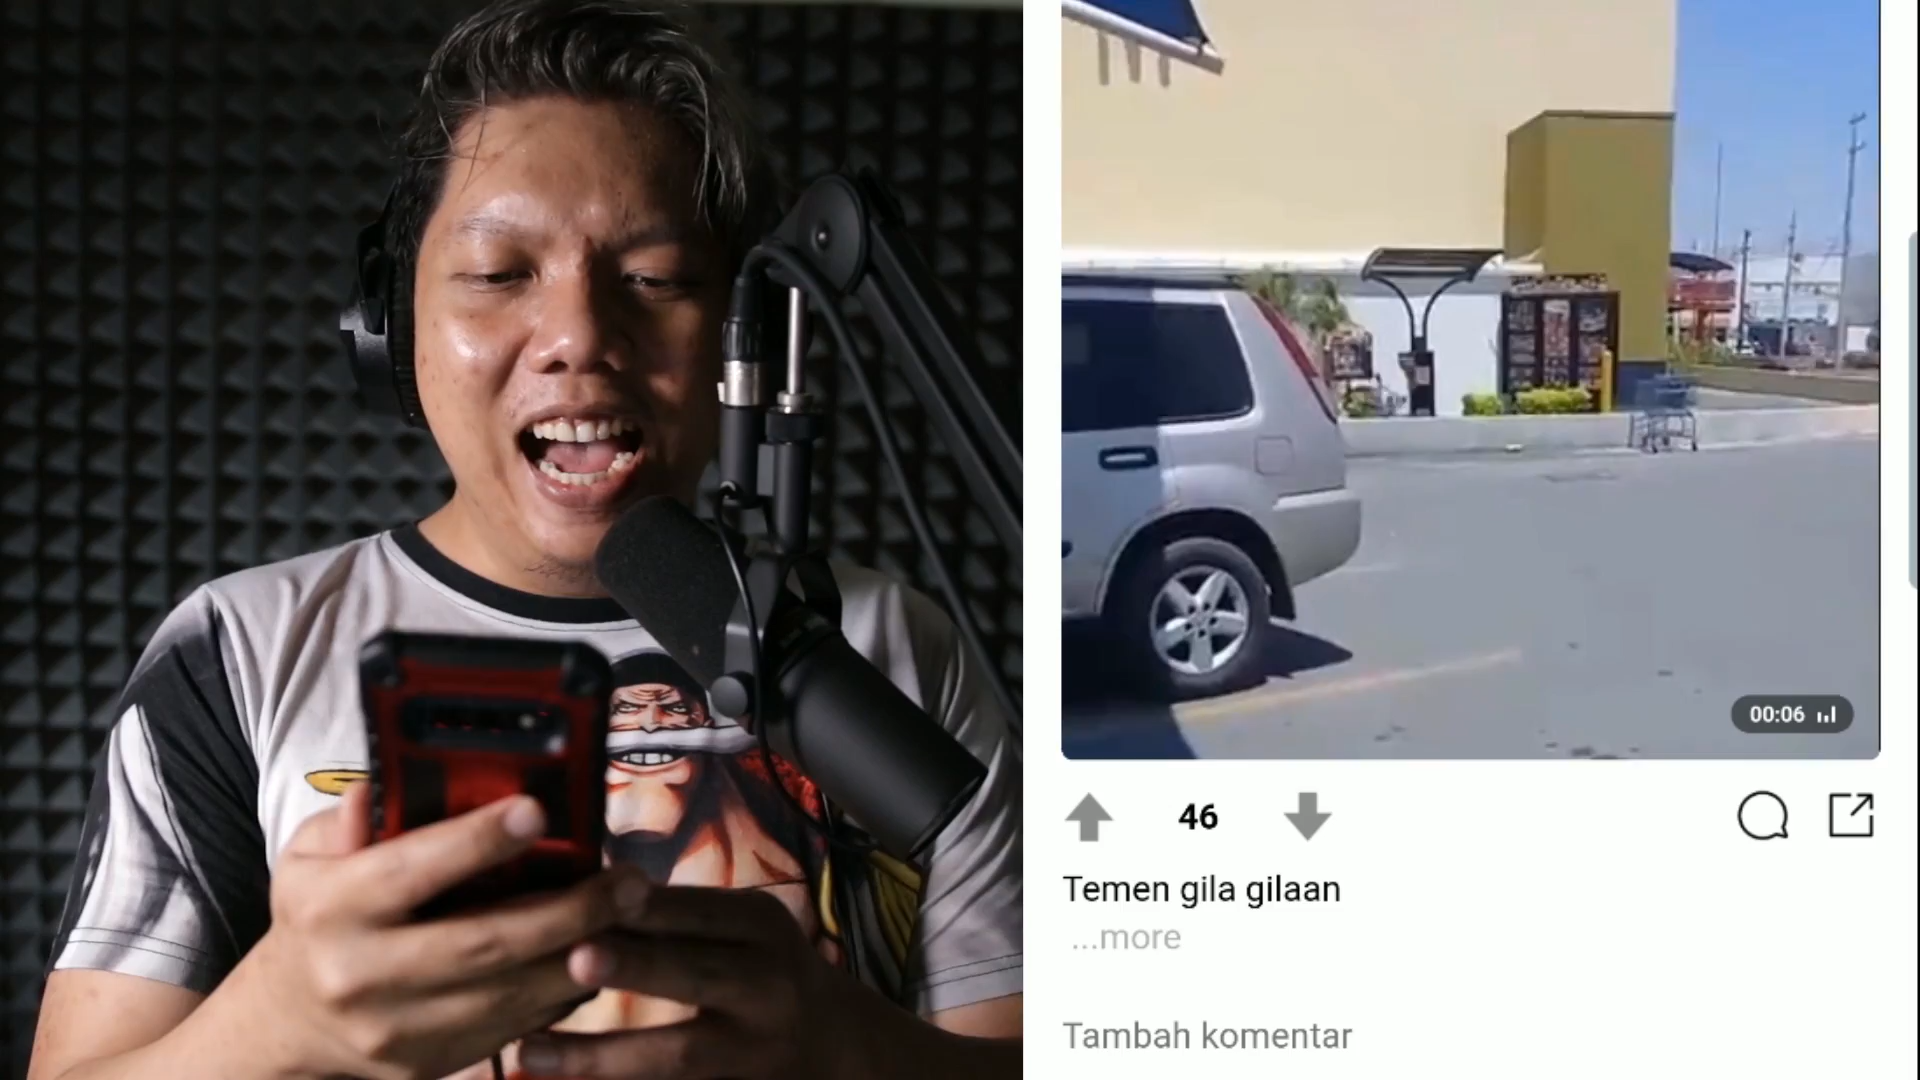 00:06
46
Temen gila gilaan
...more
Tambah komentar